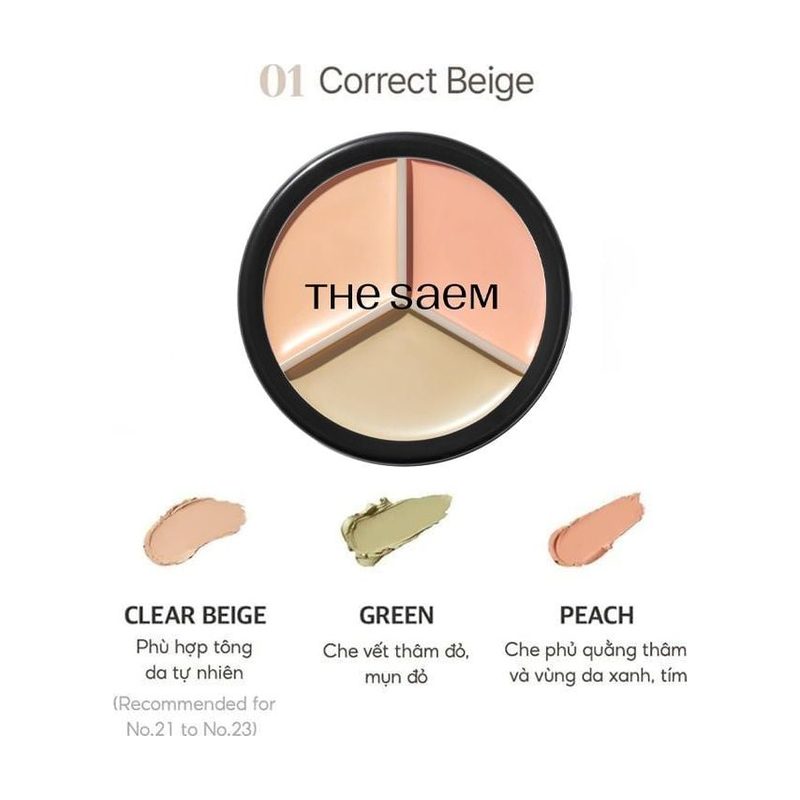 01 Correct Beige
THE SAEM
CLEAR BEIGE
Phù hợp tông
da tự nhiên
(Recommended for
No.21 to No.23)
GREEN
Che vết thâm đỏ,
mụn đỏ
PEACH
Che phủ quầng thâm
và vùng da xanh, tím